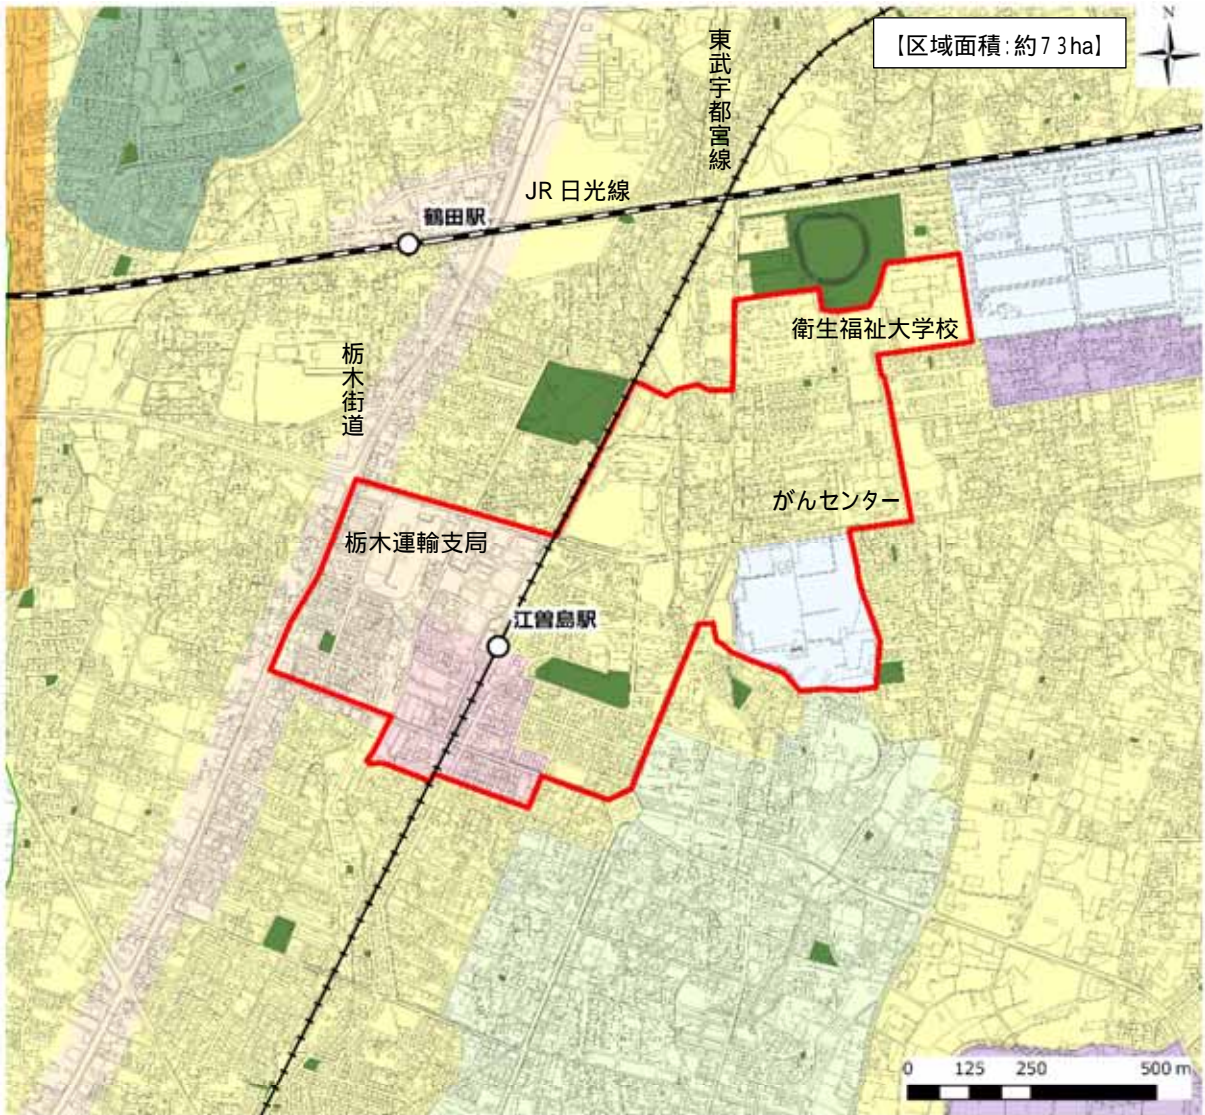 【区域面積：約73ha】
東武宇都宮線
JR 日光線
鶴田駅
衛生福祉大学校
栃木街道
がんセンター
栃木運輸支局
江曽島駅
0 125 250 500 m